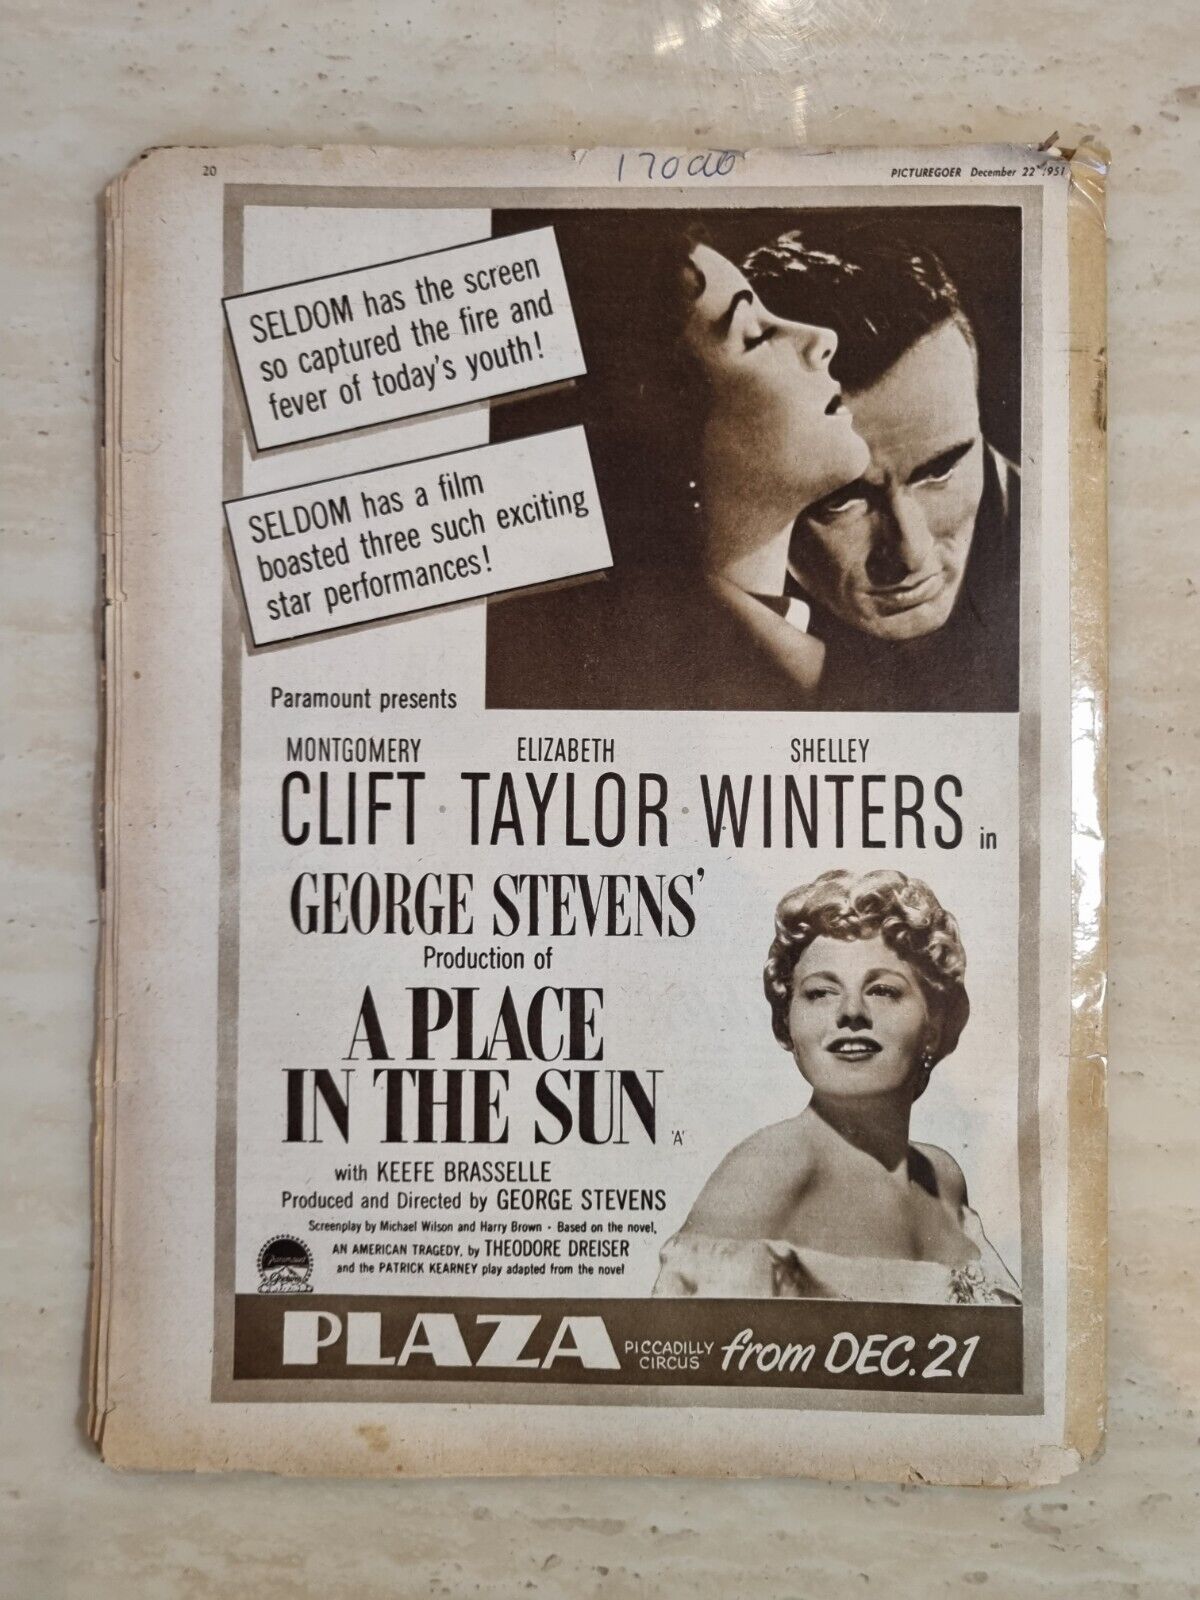 20
17000
PICTUREGOER December 22 1951
SELDOM has the screen
so captured the fire and
fever of today's youth!
SELDOM has a film
boasted three such exciting
star performances!
Paramount presents
MONTGOMERY ELIZABETH SHELLEY
CLIFT · TAYLOR · WINTERS in
GEORGE STEVENS'
Production of
A PLACE
IN THE SUN 'A'
with KEEFE BRASSELLE
Produced and Directed by GEORGE STEVENS
Screenplay by Michael Wilson and Harry Brown · Based on the novel,
AN AMERICAN TRAGEDY, by THEODORE DREISER
and the PATRICK KEARNEY play adapted from the novel
Paramount
Picture
PLAZA PICCADILLY CIRCUS from DEC. 21